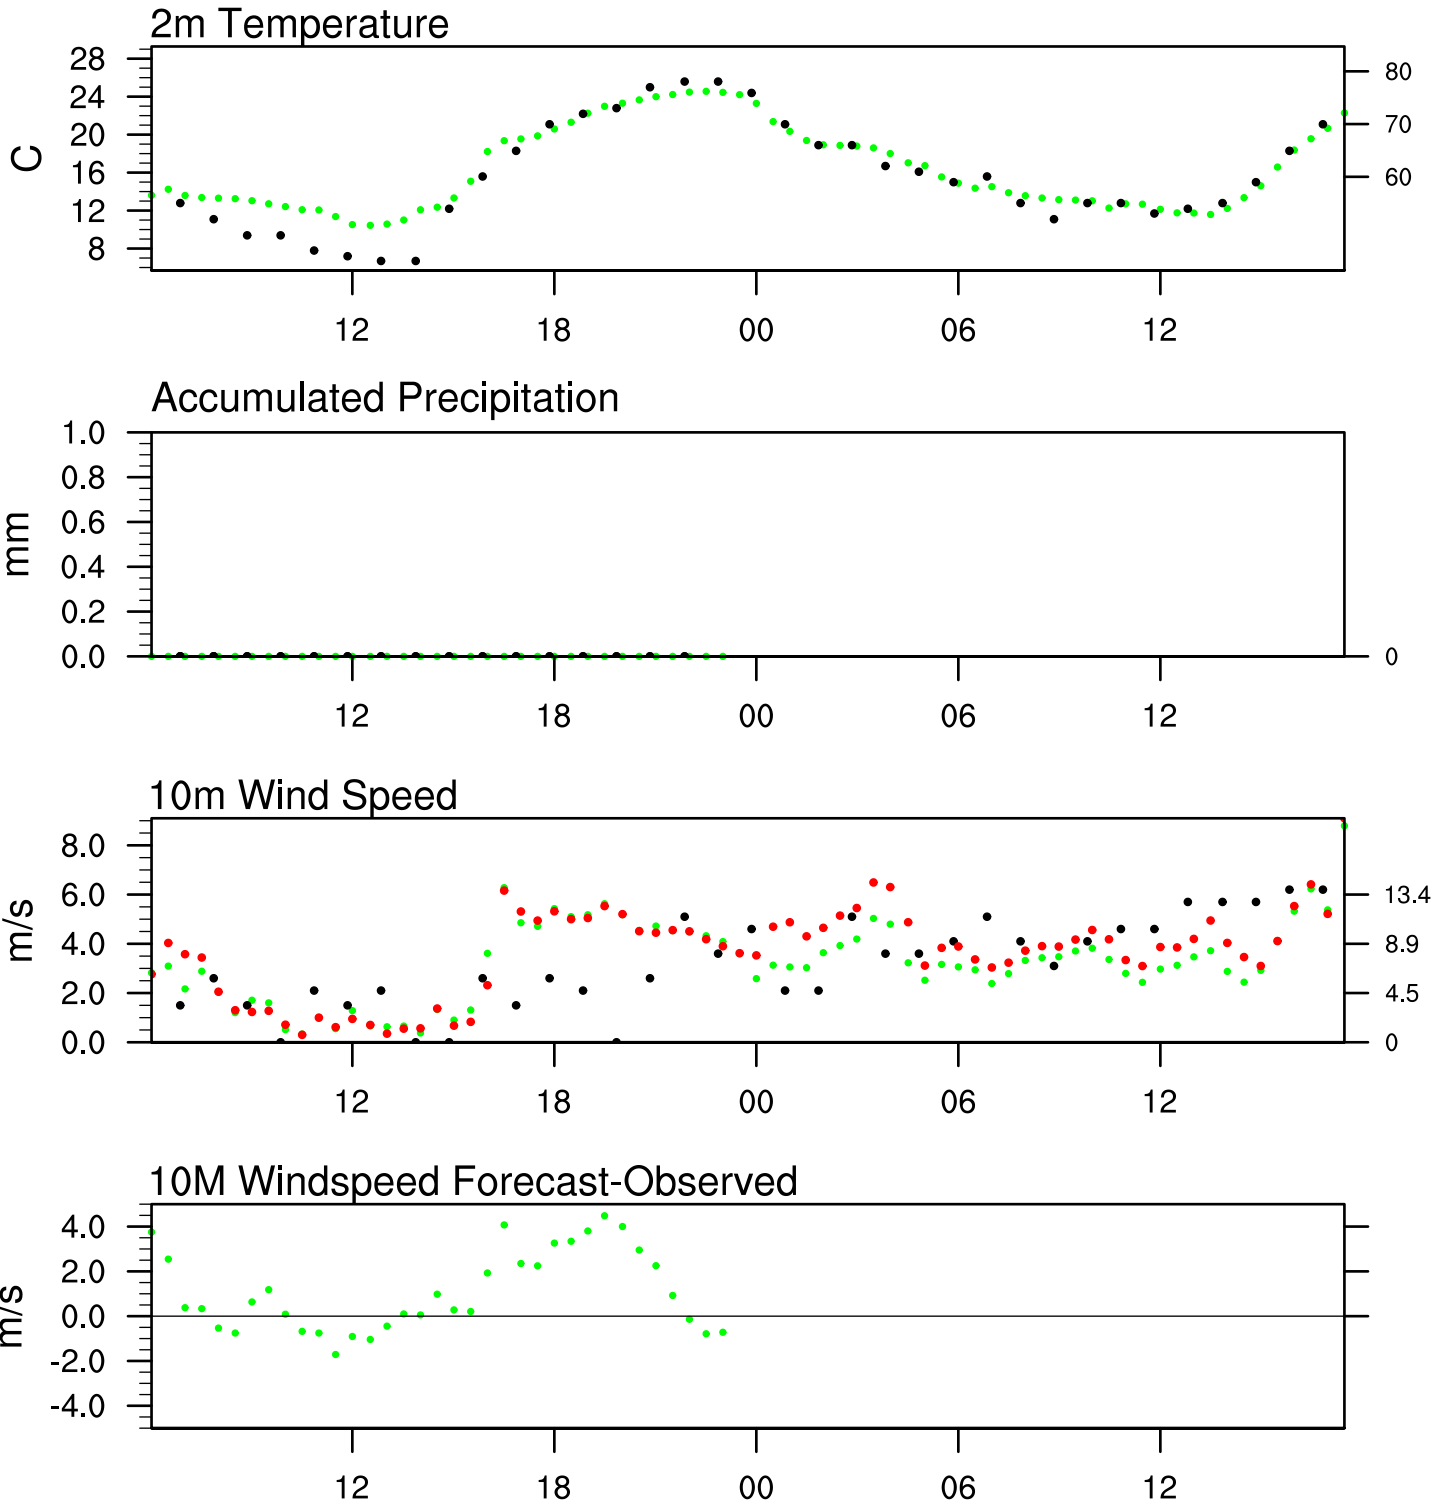 2m Temperature
C
28
24
20
16
12
8
80
70
60
12 18 00 06 12
Accumulated Precipitation
mm
1.0
0.8
0.6
0.4
0.2
0.0
0
12 18 00 06 12
10m Wind Speed
m/s
8.0
6.0
4.0
2.0
0.0
13.4
8.9
4.5
0
12 18 00 06 12
10M Windspeed Forecast-Observed
m/s
4.0
2.0
0.0
-2.0
-4.0
12 18 00 06 12